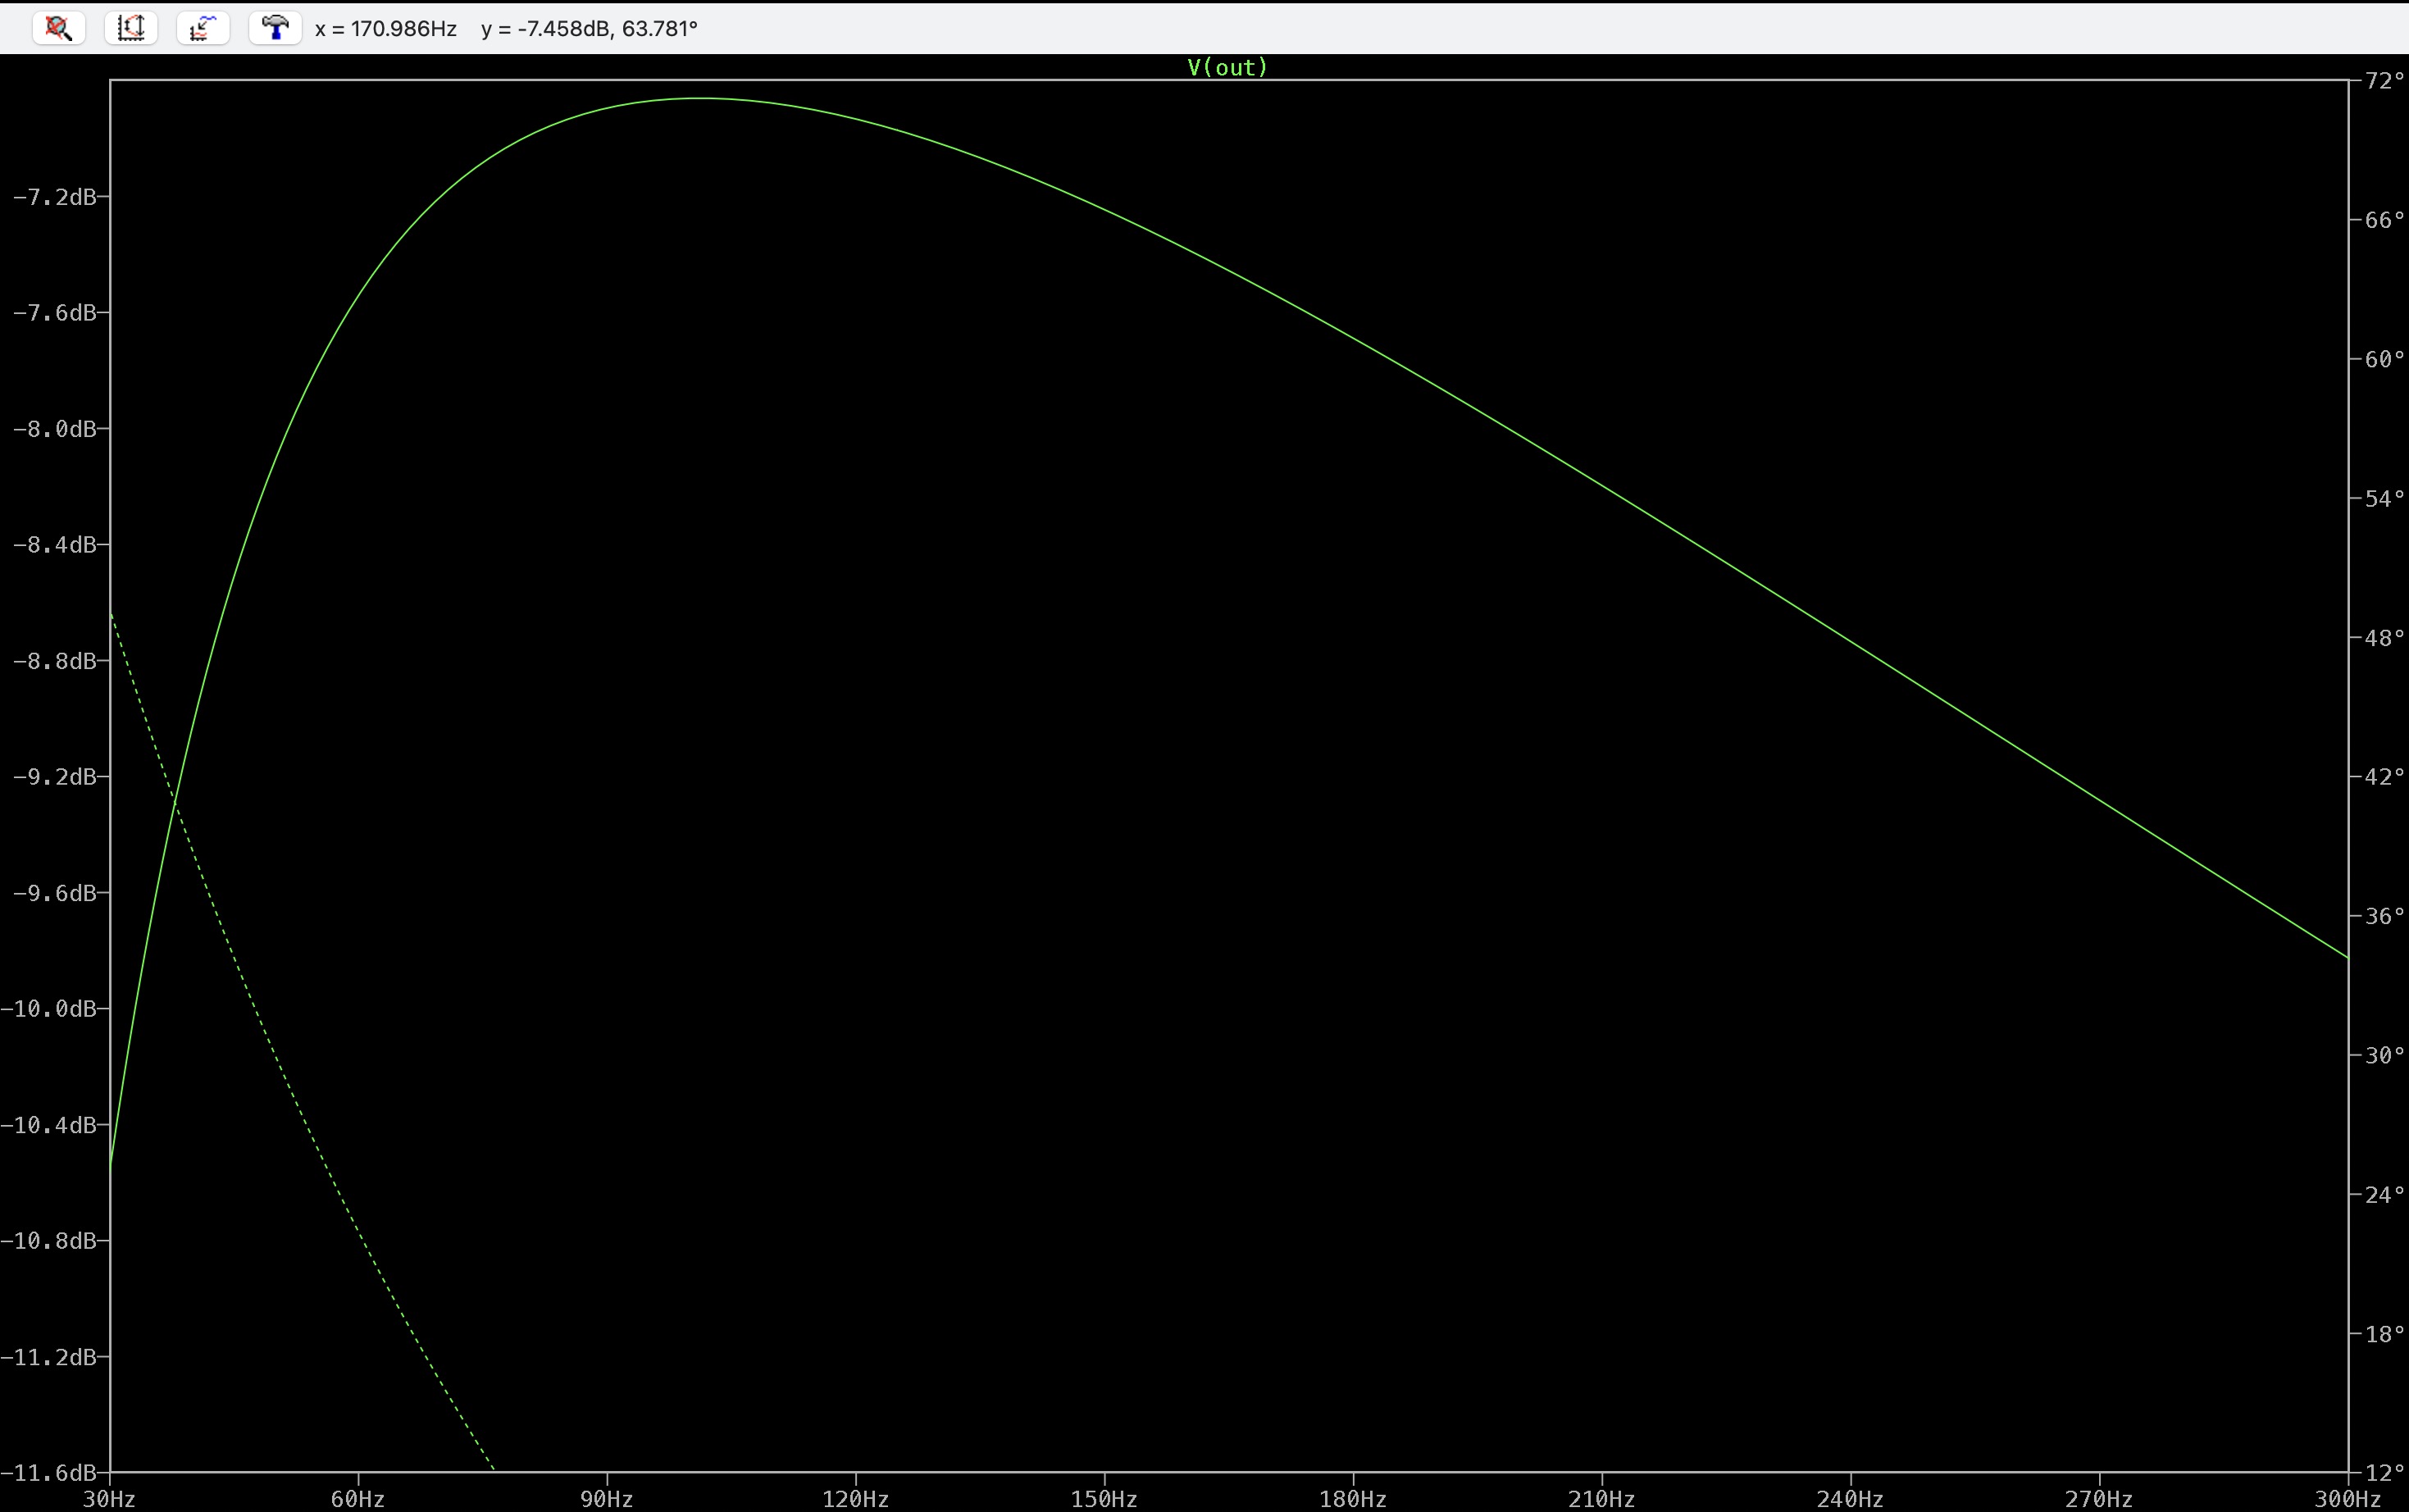 x = 170.986Hz y = -7.458dB, 63.781°
V(out)
72°
-7.2dB
66°
-7.6dB
60°
-8.0dB
54°
-8.4dB
48°
-8.8dB
42°
-9.2dB
36°
-9.6dB
30°
-10.0dB
24°
-10.4dB
18°
-10.8dB
12°
-11.2dB
-11.6dB
30Hz 60Hz 90Hz 120Hz 150Hz 180Hz 210Hz 240Hz 270Hz 300Hz